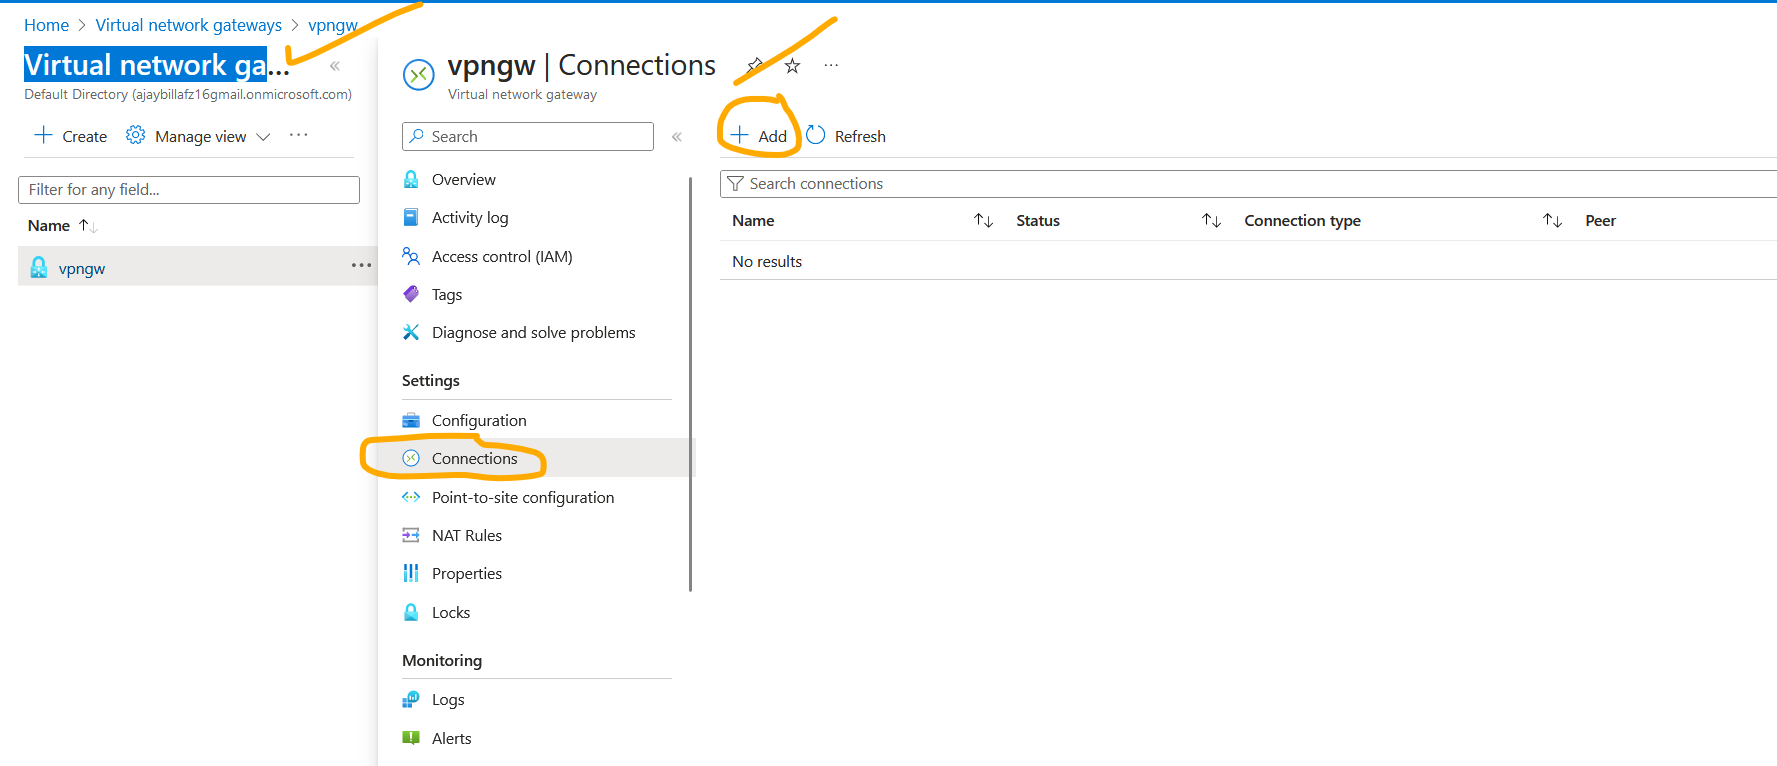 Home > Virtual network gateways > vpngw
Virtual network ga...
Default Directory (ajaybillafz16gmail.onmicrosoft.com)
Create Manage view ...
Filter for any field...
Name
vpngw ...
vpngw | Connections ...
Virtual network gateway
Search
Overview
Activity log
Access control (IAM)
Tags
Diagnose and solve problems
Settings
Configuration
Connections
Point-to-site configuration
NAT Rules
Properties
Locks
Monitoring
Logs
Alerts
Add Refresh
Search connections
Name Status Connection type Peer
No results